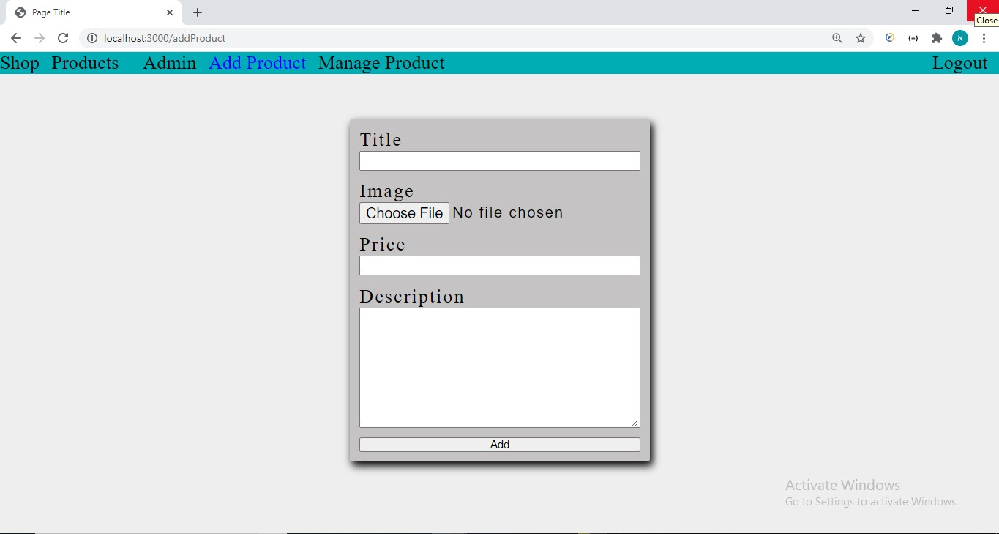 Page Title
Close
localhost:3000/addProduct
{≡}
א
Shop Products Admin Add Product Manage Product Logout
Title
Image
Choose File No file chosen
Price
Description
Add
Activate Windows
Go to Settings to activate Windows.